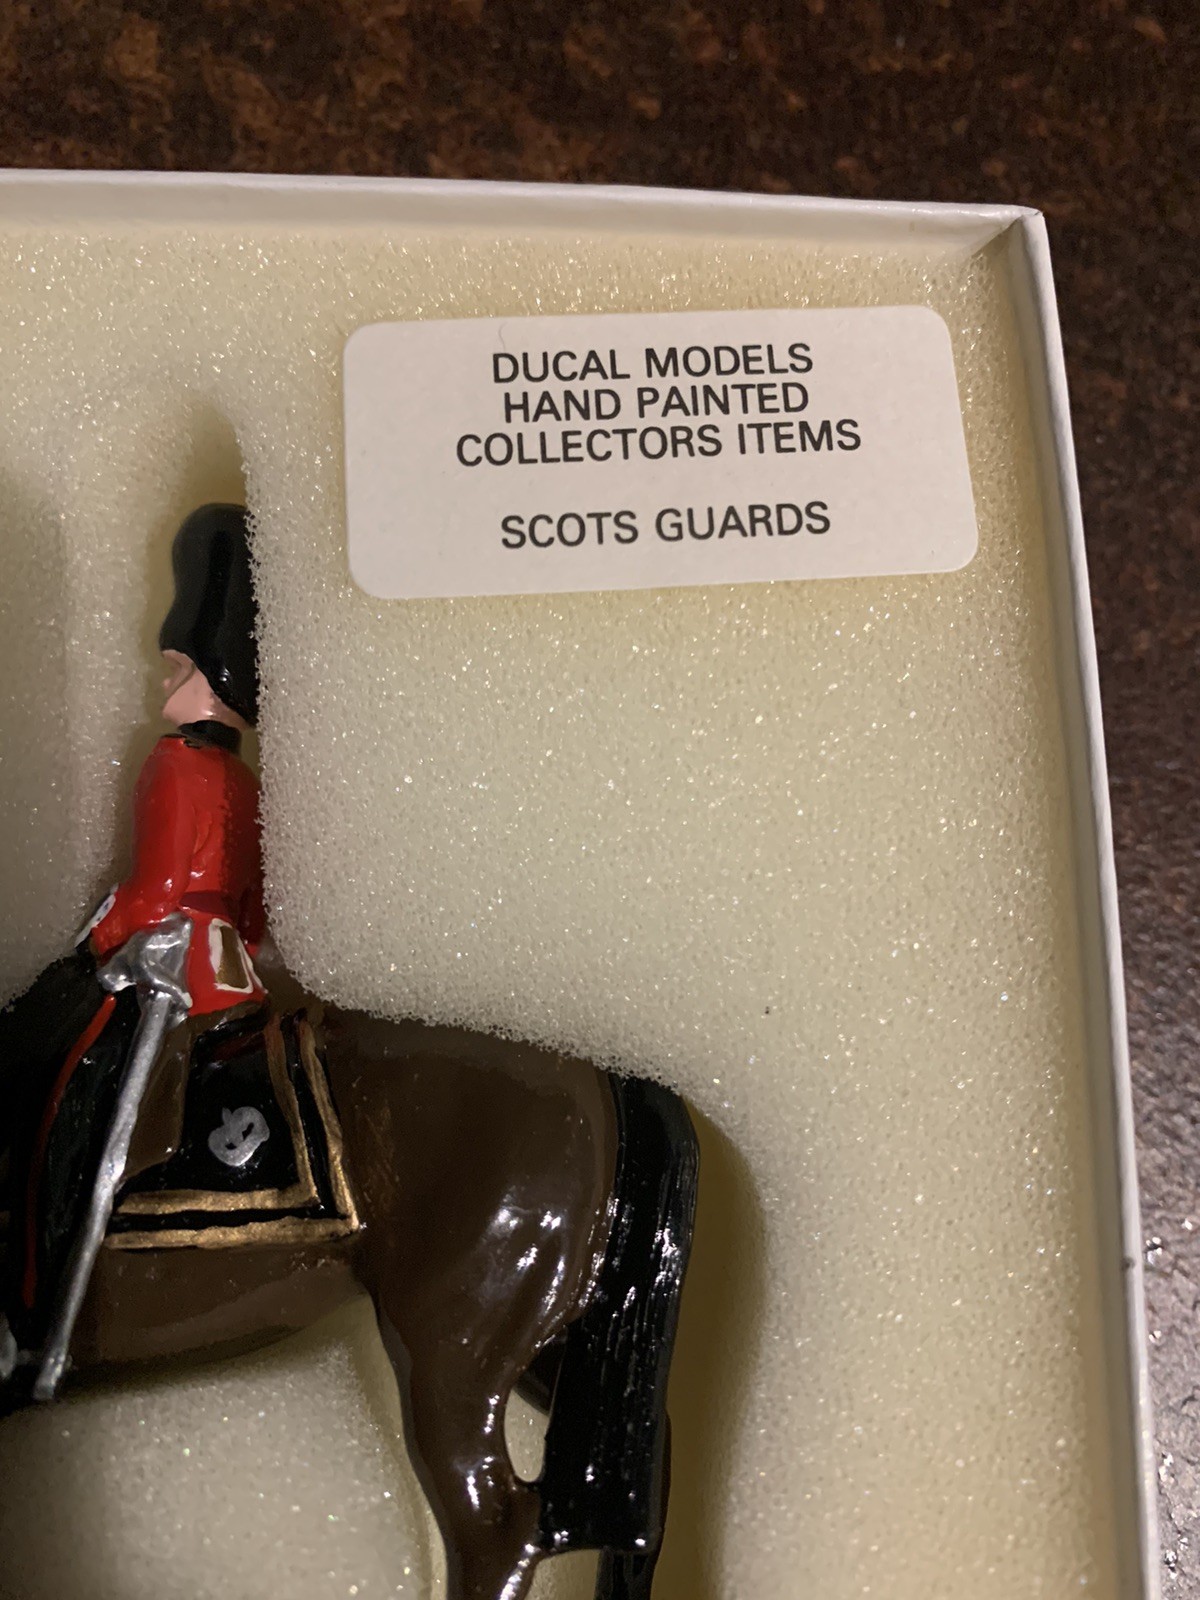 DUCAL MODELS
HAND PAINTED
COLLECTORS ITEMS
SCOTS GUARDS